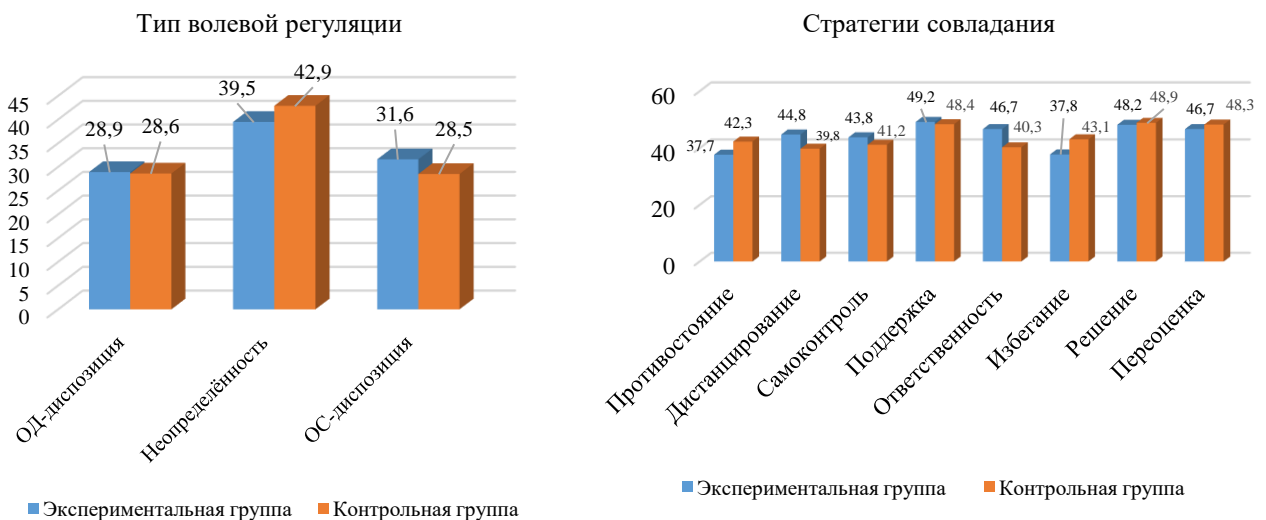 Тип волевой регуляции
45
40
35
30
25
20
15
10
5
0
28,9
28,6
39,5
42,9
31,6
28,5
ОД-диспозиция
Неопределённость
ОС-диспозиция
Экспериментальная группа
Контрольная группа
Стратегии совладания
60
40
20
0
37,7
42,3
44,8
39,8
43,8
41,2
49,2
48,4
46,7
40,3
37,8
43,1
48,2
48,9
46,7
48,3
Противостояние
Дистанцирование
Самоконтроль
Поддержка
Ответственность
Избегание
Решение
Переоценка
Экспериментальная группа
Контрольная группа